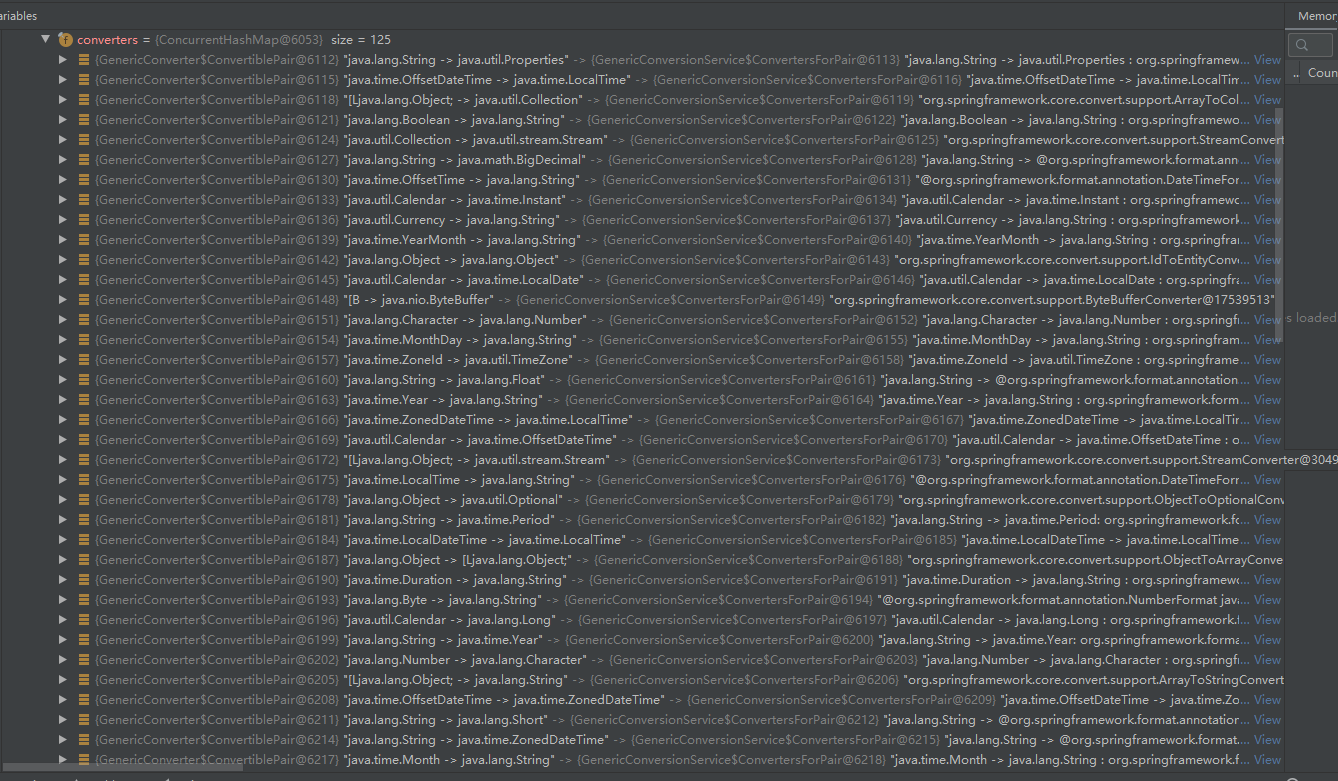 ariables
Memor
converters = {ConcurrentHashMap@6053} size = 125
{GenericConverter$ConvertiblePair@6112} "java.lang.String -> java.util.Properties" -> {GenericConversionService$ConvertersForPair@6113} "java.lang.String -> java.util.Properties : org.springframew... View
{GenericConverter$ConvertiblePair@6115} "java.time.OffsetDateTime -> java.time.LocalTime" -> {GenericConversionService$ConvertersForPair@6116} "java.time.OffsetDateTime -> java.time.LocalTim... View
.. Coun
{GenericConverter$ConvertiblePair@6118} "[Ljava.lang.Object; -> java.util.Collection" -> {GenericConversionService$ConvertersForPair@6119} "org.springframework.core.convert.support.ArrayToCol... View
{GenericConverter$ConvertiblePair@6121} "java.lang.Boolean -> java.lang.String" -> {GenericConversionService$ConvertersForPair@6122} "java.lang.Boolean -> java.lang.String : org.springframewo... View
{GenericConverter$ConvertiblePair@6124} "java.util.Collection -> java.util.stream.Stream" -> {GenericConversionService$ConvertersForPair@6125} "org.springframework.core.convert.support.StreamConvert
{GenericConverter$ConvertiblePair@6127} "java.lang.String -> java.math.BigDecimal" -> {GenericConversionService$ConvertersForPair@6128} "java.lang.String -> @org.springframework.format.ann... View
{GenericConverter$ConvertiblePair@6130} "java.time.OffsetTime -> java.lang.String" -> {GenericConversionService$ConvertersForPair@6131} "@org.springframework.format.annotation.DateTimeFor... View
{GenericConverter$ConvertiblePair@6133} "java.util.Calendar -> java.time.Instant" -> {GenericConversionService$ConvertersForPair@6134} "java.util.Calendar -> java.time.Instant : org.springframew... View
{GenericConverter$ConvertiblePair@6136} "java.util.Currency -> java.lang.String" -> {GenericConversionService$ConvertersForPair@6137} "java.util.Currency -> java.lang.String : org.springframework... View
{GenericConverter$ConvertiblePair@6139} "java.time.YearMonth -> java.lang.String" -> {GenericConversionService$ConvertersForPair@6140} "java.time.YearMonth -> java.lang.String : org.springfra... View
{GenericConverter$ConvertiblePair@6142} "java.lang.Object -> java.lang.Object" -> {GenericConversionService$ConvertersForPair@6143} "org.springframework.core.convert.support.IdToEntityConv... View
{GenericConverter$ConvertiblePair@6145} "java.util.Calendar -> java.time.LocalDate" -> {GenericConversionService$ConvertersForPair@6146} "java.util.Calendar -> java.time.LocalDate : org.springfra... View
{GenericConverter$ConvertiblePair@6148} "[B -> java.nio.ByteBuffer" -> {GenericConversionService$ConvertersForPair@6149} "org.springframework.core.convert.support.ByteBufferConverter@17539513"
{GenericConverter$ConvertiblePair@6151} "java.lang.Character -> java.lang.Number" -> {GenericConversionService$ConvertersForPair@6152} "java.lang.Character -> java.lang.Number : org.springf... View
s loaded
{GenericConverter$ConvertiblePair@6154} "java.time.MonthDay -> java.lang.String" -> {GenericConversionService$ConvertersForPair@6155} "java.time.MonthDay -> java.lang.String : org.springfram... View
{GenericConverter$ConvertiblePair@6157} "java.time.ZoneId -> java.util.TimeZone" -> {GenericConversionService$ConvertersForPair@6158} "java.time.ZoneId -> java.util.TimeZone : org.springframe... View
{GenericConverter$ConvertiblePair@6160} "java.lang.String -> java.lang.Float" -> {GenericConversionService$ConvertersForPair@6161} "java.lang.String -> @org.springframework.format.annotation... View
{GenericConverter$ConvertiblePair@6163} "java.time.Year -> java.lang.String" -> {GenericConversionService$ConvertersForPair@6164} "java.time.Year -> java.lang.String : org.springframework.form... View
{GenericConverter$ConvertiblePair@6166} "java.time.ZonedDateTime -> java.time.LocalTime" -> {GenericConversionService$ConvertersForPair@6167} "java.time.ZonedDateTime -> java.time.LocalTir... View
{GenericConverter$ConvertiblePair@6169} "java.util.Calendar -> java.time.OffsetDateTime" -> {GenericConversionService$ConvertersForPair@6170} "java.util.Calendar -> java.time.OffsetDateTime : o... View
{GenericConverter$ConvertiblePair@6172} "[Ljava.lang.Object; -> java.util.stream.Stream" -> {GenericConversionService$ConvertersForPair@6173} "org.springframework.core.convert.support.StreamConverter@3049
{GenericConverter$ConvertiblePair@6175} "java.time.LocalTime -> java.lang.String" -> {GenericConversionService$ConvertersForPair@6176} "@org.springframework.format.annotation.DateTimeForm... View
{GenericConverter$ConvertiblePair@6178} "java.lang.Object -> java.util.Optional" -> {GenericConversionService$ConvertersForPair@6179} "org.springframework.core.convert.support.ObjectToOptionalConv
{GenericConverter$ConvertiblePair@6181} "java.lang.String -> java.time.Period" -> {GenericConversionService$ConvertersForPair@6182} "java.lang.String -> java.time.Period: org.springframework.fo... View
{GenericConverter$ConvertiblePair@6184} "java.time.LocalDateTime -> java.time.LocalTime" -> {GenericConversionService$ConvertersForPair@6185} "java.time.LocalDateTime -> java.time.LocalTime... View
{GenericConverter$ConvertiblePair@6187} "java.lang.Object -> [Ljava.lang.Object;" -> {GenericConversionService$ConvertersForPair@6188} "org.springframework.core.convert.support.ObjectToArrayConve
{GenericConverter$ConvertiblePair@6190} "java.time.Duration -> java.lang.String" -> {GenericConversionService$ConvertersForPair@6191} "java.time.Duration -> java.lang.String : org.springframew... View
{GenericConverter$ConvertiblePair@6193} "java.lang.Byte -> java.lang.String" -> {GenericConversionService$ConvertersForPair@6194} "@org.springframework.format.annotation.NumberFormat java... View
{GenericConverter$ConvertiblePair@6196} "java.util.Calendar -> java.lang.Long" -> {GenericConversionService$ConvertersForPair@6197} "java.util.Calendar -> java.lang.Long : org.springframework.f... View
{GenericConverter$ConvertiblePair@6199} "java.lang.String -> java.time.Year" -> {GenericConversionService$ConvertersForPair@6200} "java.lang.String -> java.time.Year: org.springframework.forma... View
{GenericConverter$ConvertiblePair@6202} "java.lang.Number -> java.lang.Character" -> {GenericConversionService$ConvertersForPair@6203} "java.lang.Number -> java.lang.Character : org.springf... View
{GenericConverter$ConvertiblePair@6205} "[Ljava.lang.Object; -> java.lang.String" -> {GenericConversionService$ConvertersForPair@6206} "org.springframework.core.convert.support.ArrayToStringConvert
{GenericConverter$ConvertiblePair@6208} "java.time.OffsetDateTime -> java.time.ZonedDateTime" -> {GenericConversionService$ConvertersForPair@6209} "java.time.OffsetDateTime -> java.time.Zo... View
{GenericConverter$ConvertiblePair@6211} "java.lang.String -> java.lang.Short" -> {GenericConversionService$ConvertersForPair@6212} "java.lang.String -> @org.springframework.format.annotation... View
{GenericConverter$ConvertiblePair@6214} "java.lang.String -> java.time.ZonedDateTime" -> {GenericConversionService$ConvertersForPair@6215} "java.lang.String -> @org.springframework.format.... View
{GenericConverter$ConvertiblePair@6217} "java.time.Month -> java.lang.String" -> {GenericConversionService$ConvertersForPair@6218} "java.time.Month -> java.lang.String : org.springframework.f... View